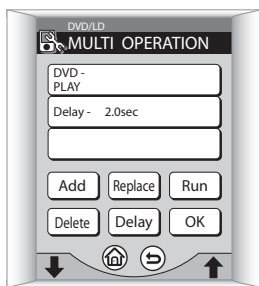 DVD/LD
MULTI OPERATION
DVD -
PLAY
Delay - 2.0sec
Add Replace Run
Delete Delay OK